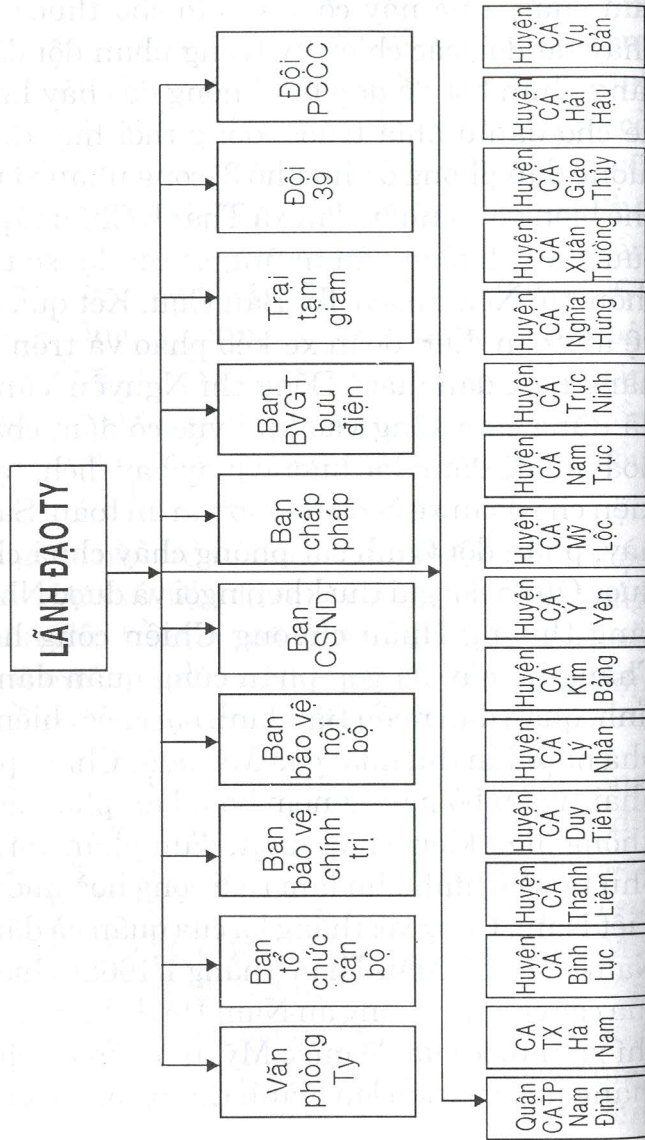 LÃNH ĐẠO TY
Văn
phòng
Ty
Ban
tổ
chức
cán
bộ
Ban
bảo vệ
chính
trị
Ban
bảo vệ
nội
bộ
Ban
CSND
Ban
chấp
pháp
Ban
BVGT
bưu
điện
Trại
tạm
giam
Đội
39
Đội
PCCC
Quân
CATP
Nam
Định
CA
TX
Hà
Nam
Huyện
CA
Bình
Lục
Huyện
CA
Thanh
Liêm
Huyện
CA
Duy
Tiên
Huyện
CA
Lý
Nhân
Huyện
CA
Kim
Bảng
Huyện
CA
Ý
Yên
Huyện
CA
Mỹ
Lộc
Huyện
CA
Nam
Trực
Huyện
CA
Trực
Ninh
Huyện
CA
Nghĩa
Hưng
Huyện
CA
Xuân
Trường
Huyện
CA
Giao
Thủy
Huyện
CA
Hải
Hậu
Huyện
CA
Vụ
Bản